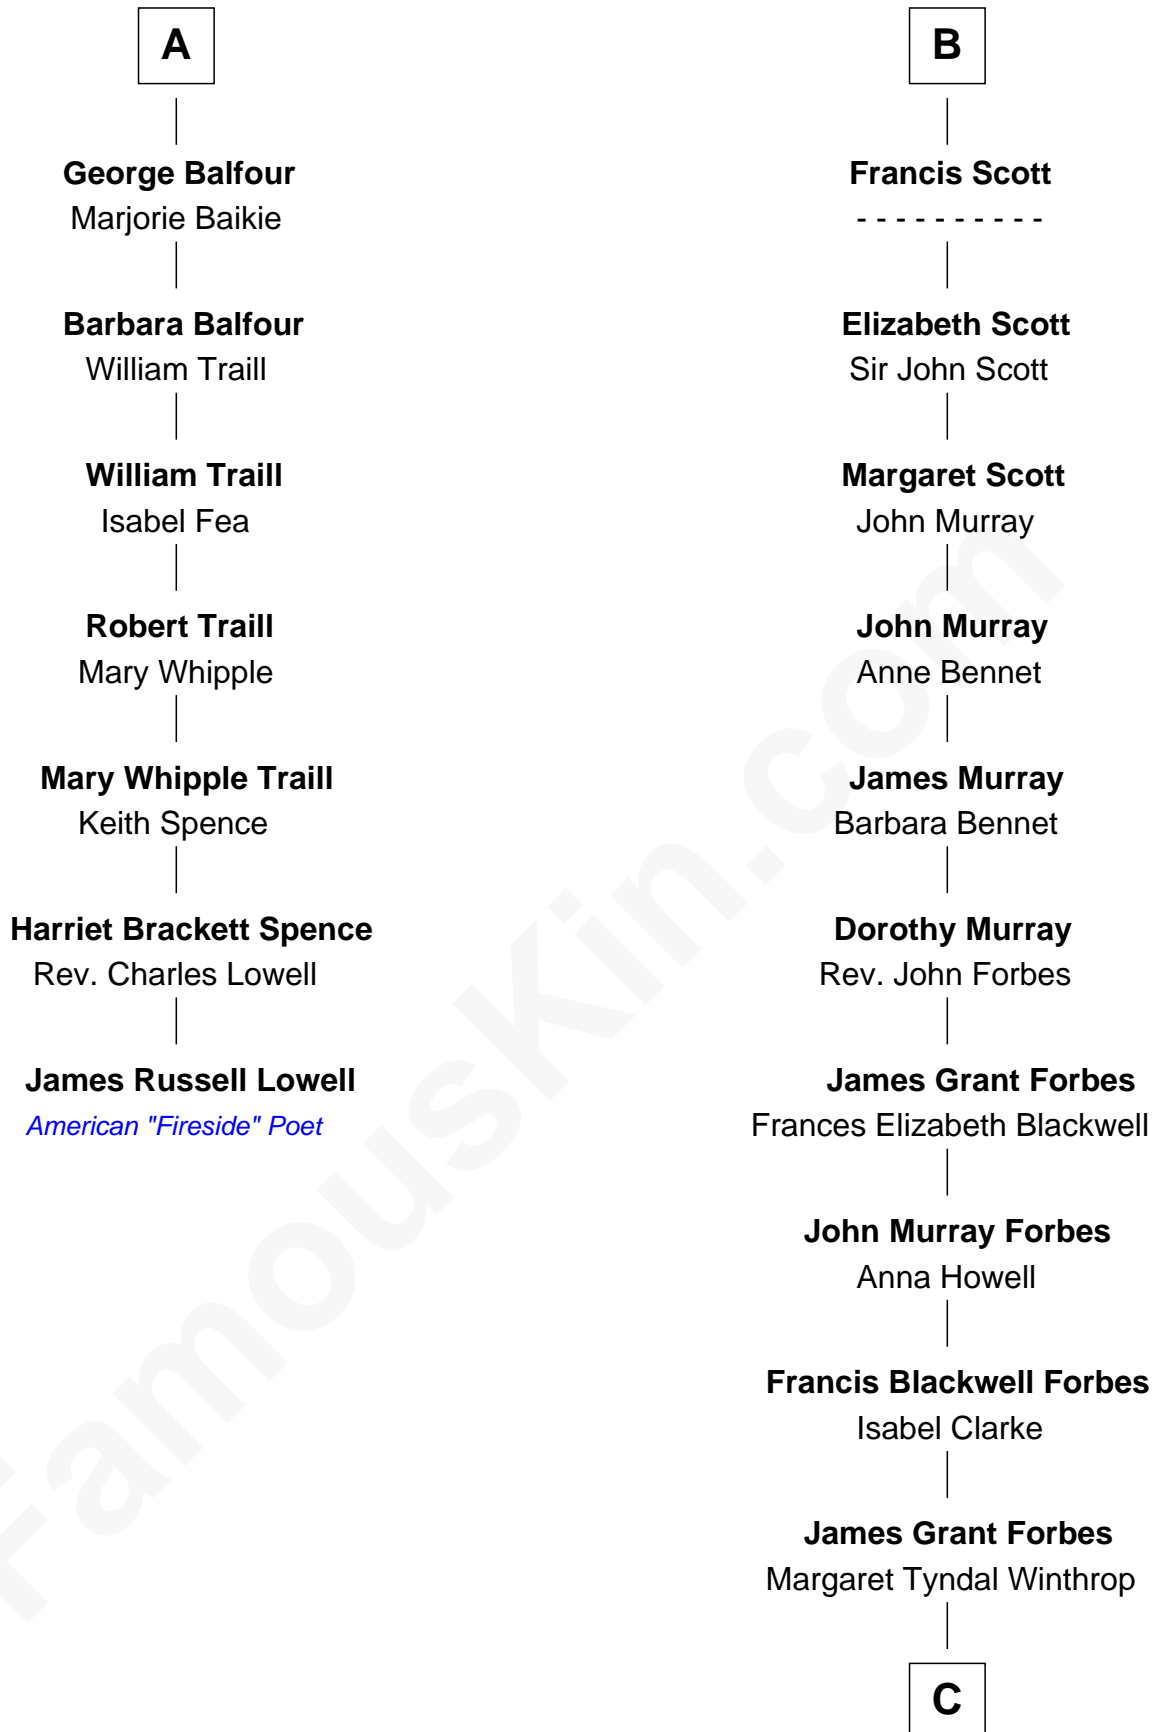 A
George Balfour
Marjorie Baikie
Barbara Balfour
William Traill
William Traill
Isabel Fea
Robert Traill
Mary Whipple
Mary Whipple Traill
Keith Spence
Harriet Brackett Spence
Rev. Charles Lowell
James Russell Lowell
American "Fireside" Poet
B
Francis Scott
- - - - - - - - - -
Elizabeth Scott
Sir John Scott
Margaret Scott
John Murray
John Murray
Anne Bennet
James Murray
Barbara Bennet
Dorothy Murray
Rev. John Forbes
James Grant Forbes
Frances Elizabeth Blackwell
John Murray Forbes
Anna Howell
Francis Blackwell Forbes
Isabel Clarke
James Grant Forbes
Margaret Tyndal Winthrop
C
FamousKin.com